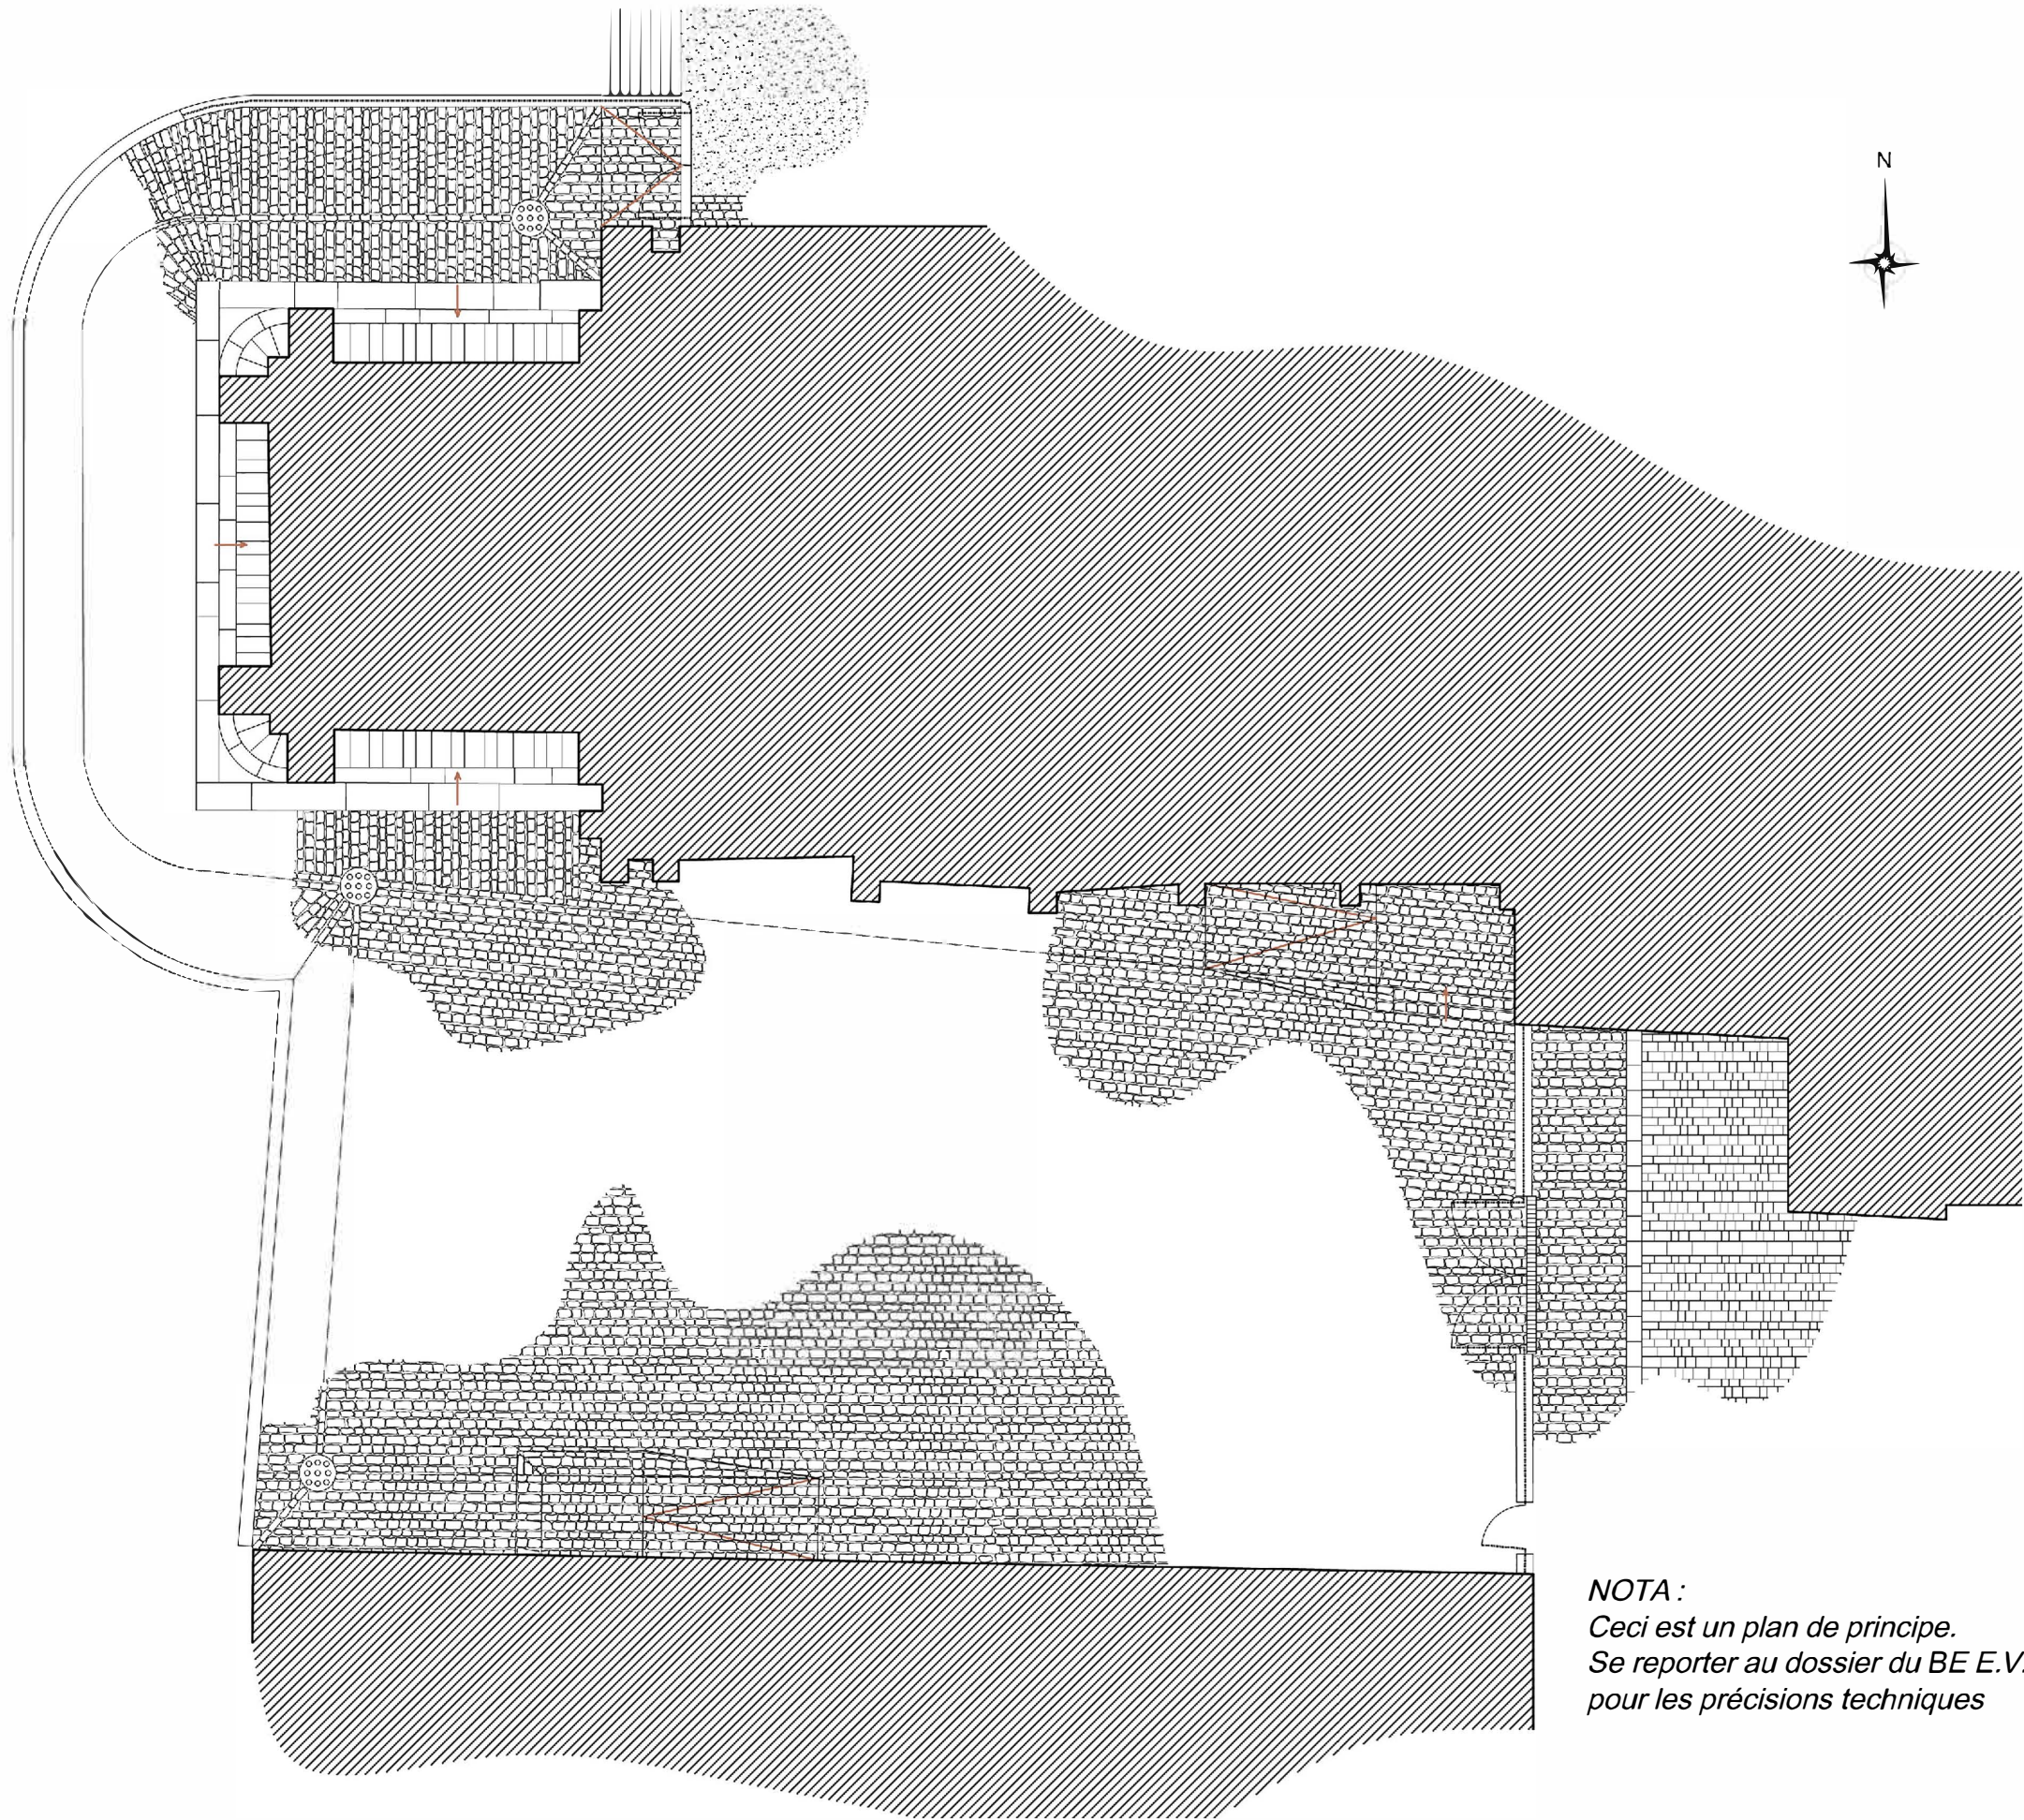 N
NOTA :
Ceci est un plan de principe.
Se reporter au dossier du BE E.V.
pour les précisions techniques